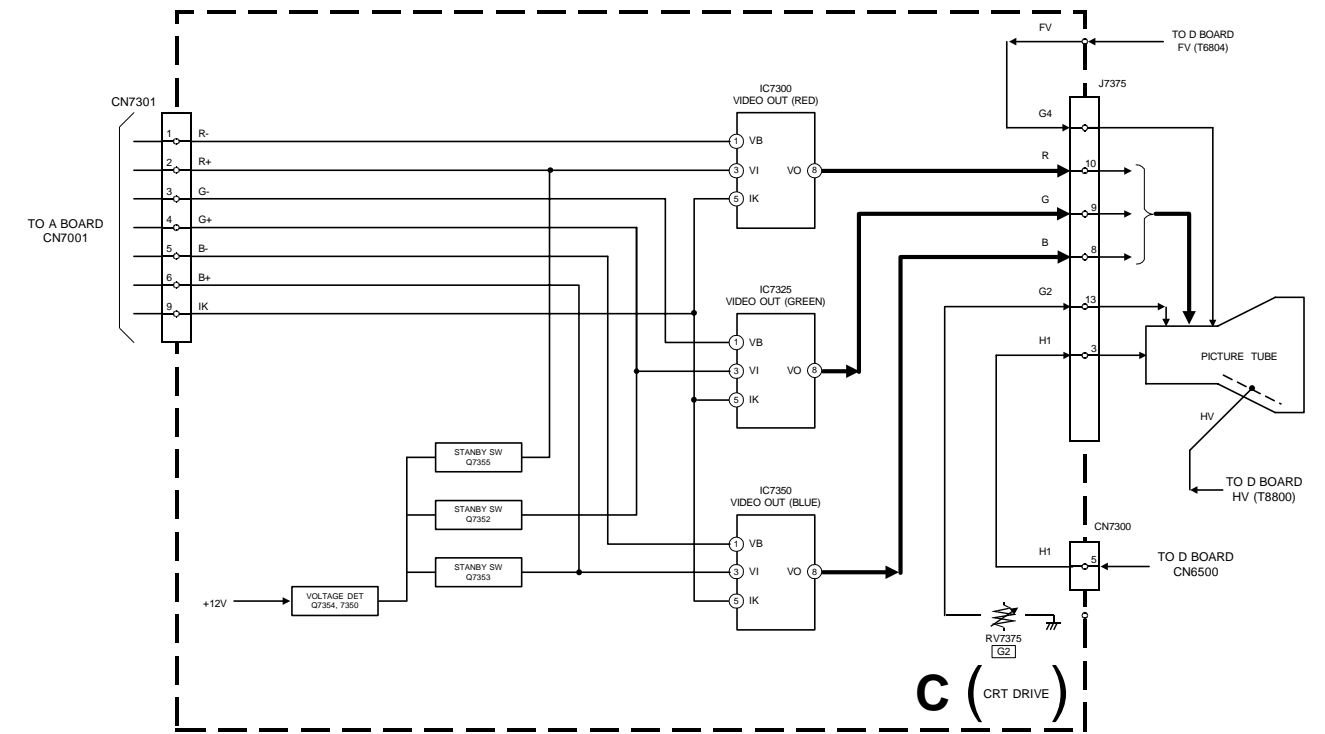 FV
TO D BOARD
FV (T6804)
J7375
CN7301
IC7300
VIDEO OUT (RED)
1 R-
1 VB
G4
2 R+
3 VI
VO 8
R
10
3 G-
5 IK
G
9
4 G+
TO A BOARD
CN7001
5 B-
B
8
6 B+
IC7325
VIDEO OUT (GREEN)
G2
13
9 IK
1 VB
H1
3
PICTURE TUBE
3 VI
VO 8
5 IK
HV
STANBY SW
Q7355
TO D BOARD
HV (T8800)
IC7350
VIDEO OUT (BLUE)
STANBY SW
Q7352
CN7300
1 VB
H1
5
TO D BOARD
CN6500
STANBY SW
Q7353
3 VI
VO 8
+12V
VOLTAGE DET
Q7354, 7350
5 IK
RV7375
G2
C (CRT DRIVE)